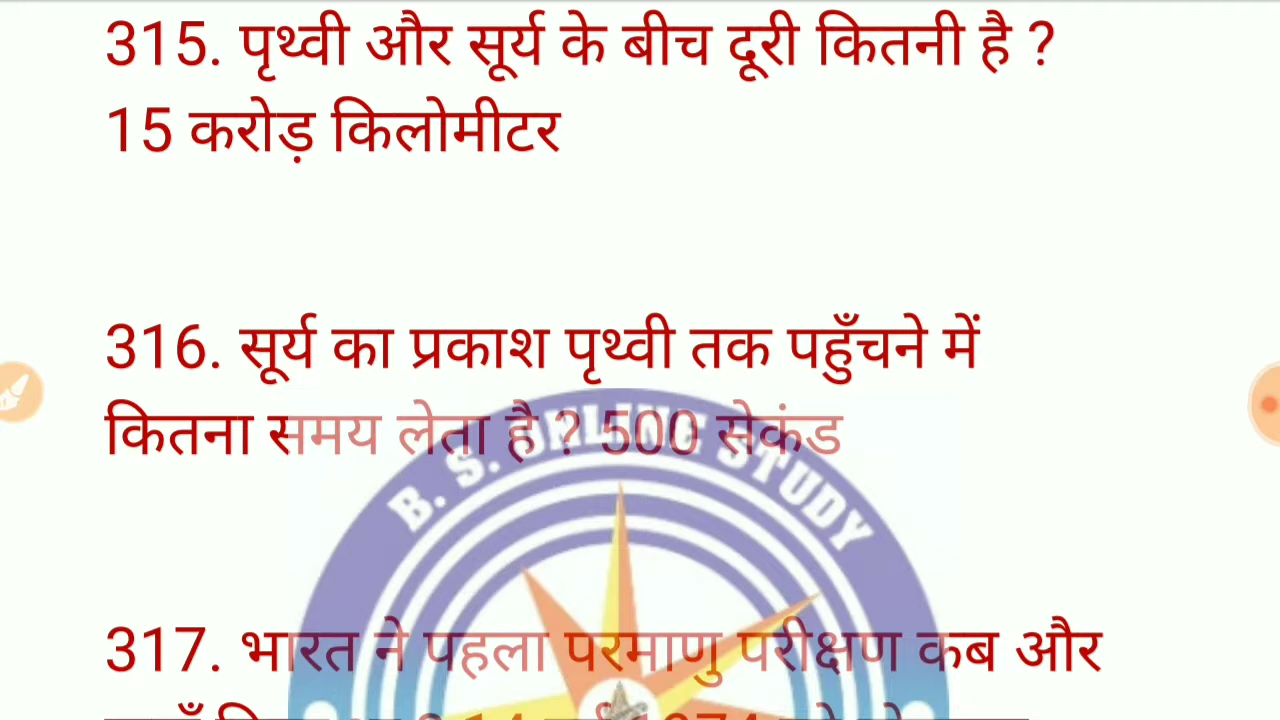 315. पृथ्वी और सूर्य के बीच दूरी कितनी है ?
15 करोड़ किलोमीटर
316. सूर्य का प्रकाश पृथ्वी तक पहुँचने में
कितना समय लेता है ? 500 सेकंड
B. S. ONLINE STUDY
317. भारत ने पहला परमाणु परीक्षण कब और